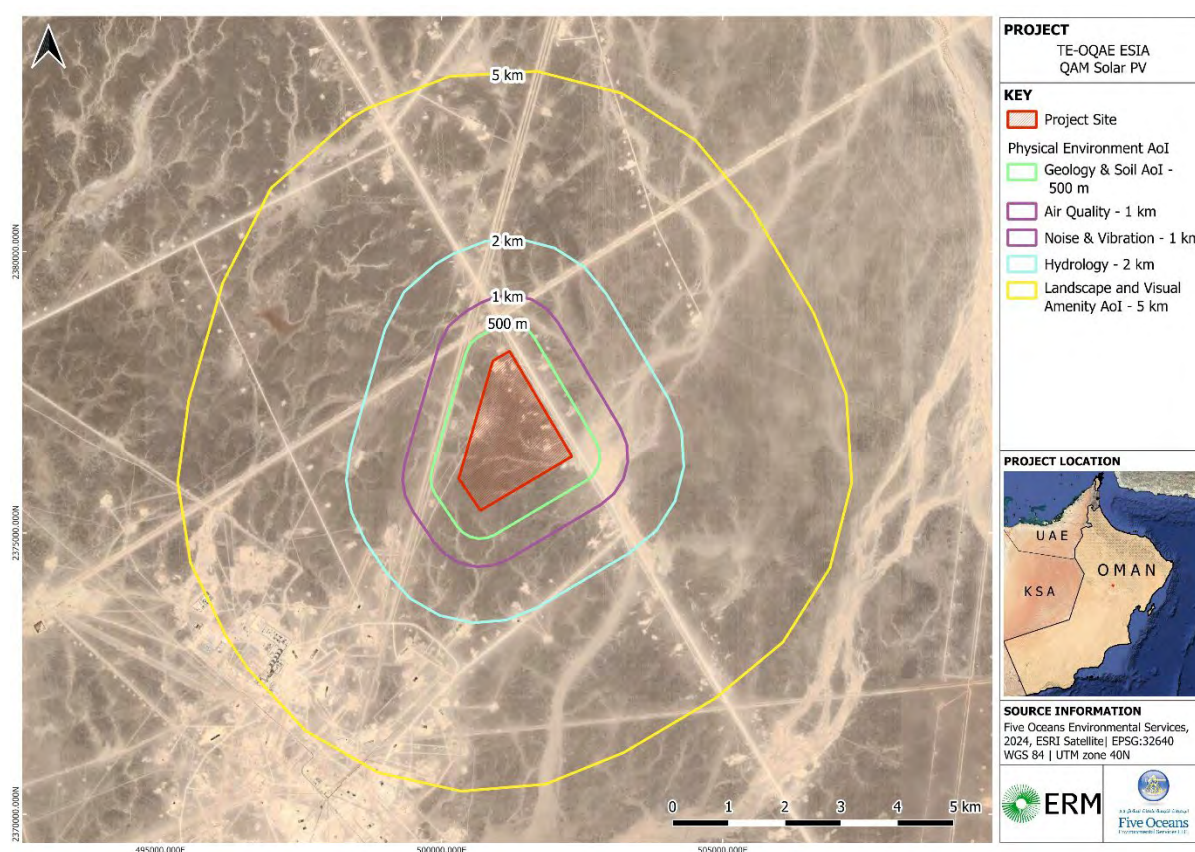 5 km
2 km
1 km
500 m
2380000.000N
2375000.000N
2370000.000N
495000.000E
500000.000E
505000.000E
0 1 2 3 4 5 km
PROJECT
TE-OQAE ESIA
QAM Solar PV
KEY
Project Site
Physical Environment AoI
Geology & Soil AoI -
500 m
Air Quality - 1 km
Noise & Vibration - 1 km
Hydrology - 2 km
Landscape and Visual
Amenity AoI - 5 km
PROJECT LOCATION
UAE
OMAN
KSA
SOURCE INFORMATION
Five Oceans Environmental Services,
2024, ESRI Satellite| EPSG:32640
WGS 84 | UTM zone 40N
ERM
Five Oceans
Environmental Services LLC